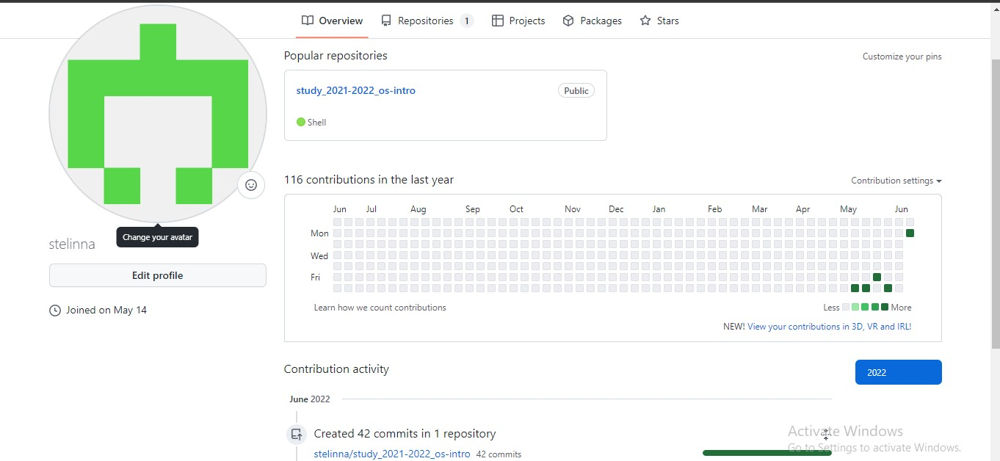 Overview Repositories 1 Projects Packages Stars
Popular repositories Customize your pins
study_2021-2022_os-intro Public
Shell
116 contributions in the last year Contribution settings
Jun Jul Aug Sep Oct Nov Dec Jan Feb Mar Apr May Jun
Mon
Wed
Fri
Learn how we count contributions Less More
NEW! View your contributions in 3D, VR and IRL!
Change your avatar
stelinna
Edit profile
Joined on May 14
Contribution activity 2022
June 2022
Created 42 commits in 1 repository
stelinna/study_2021-2022_os-intro 42 commits
Activate Windows
Go to Settings to activate Windows.